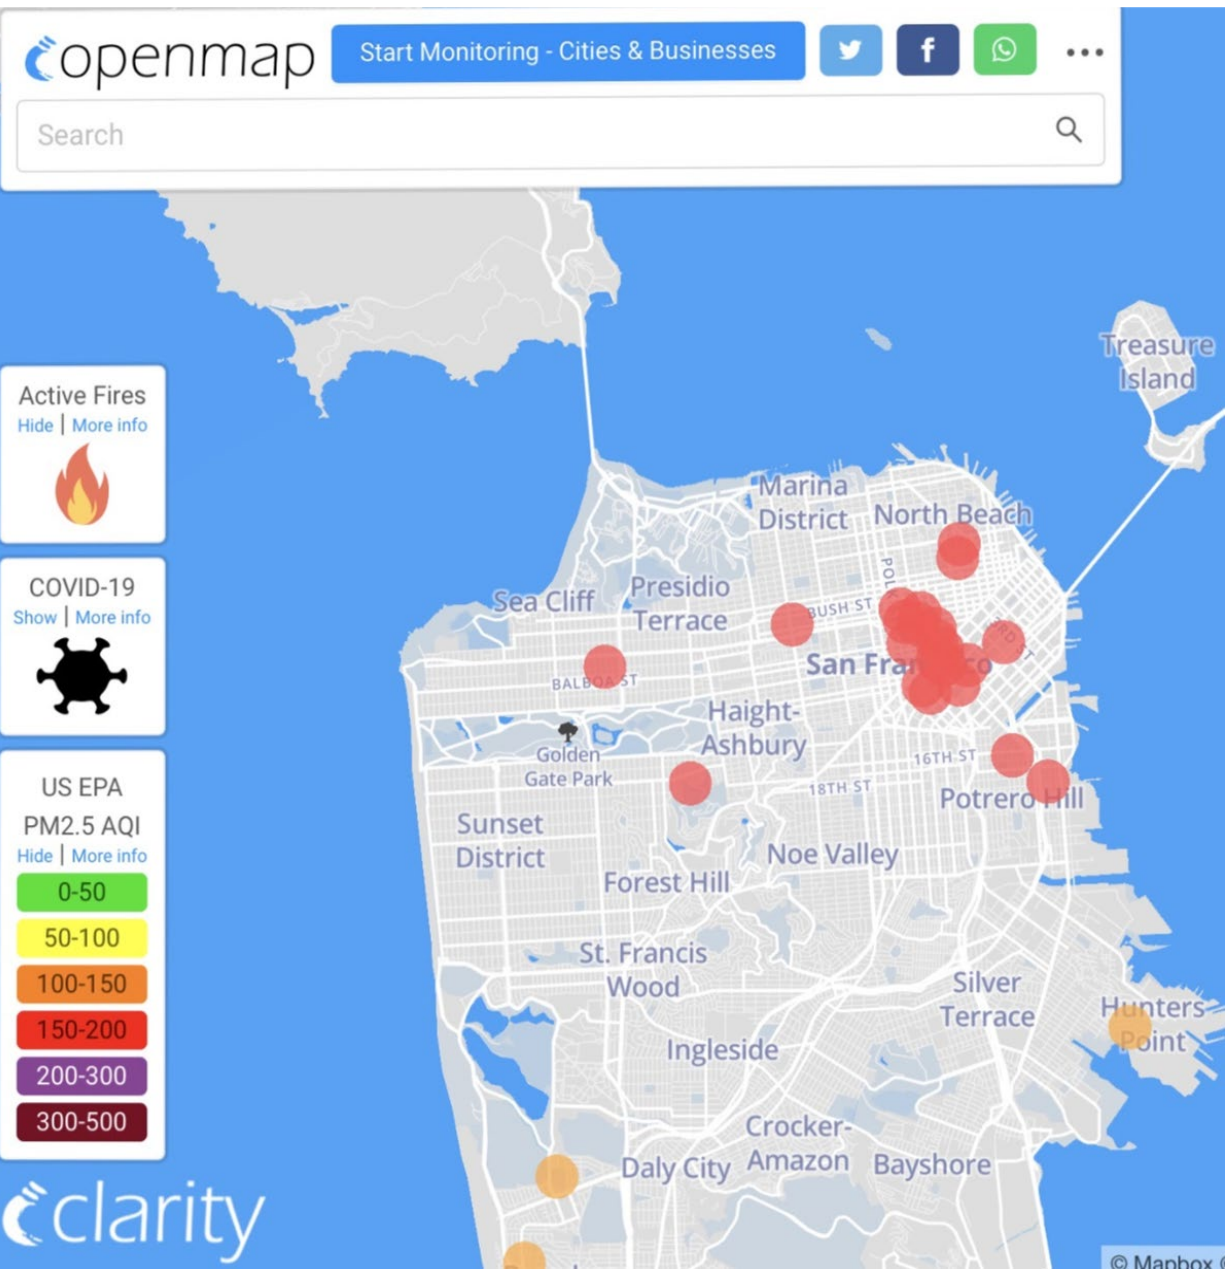 openmap
Start Monitoring - Cities & Businesses
Search
Treasure
Island
Active Fires
Hide | More info
Marina
District
North Beach
COVID-19
Show | More info
Sea Cliff
Presidio
Terrace
BUSH ST
3RD ST
BALBOA ST
Haight-
Ashbury
Golden
Gate Park
16TH ST
18TH ST
Potrero Hill
US EPA
PM2.5 AQI
Hide | More info
0-50
50-100
100-150
150-200
200-300
300-500
Sunset
District
Noe Valley
Forest Hill
St. Francis
Wood
Silver
Terrace
Hunters
Point
Ingleside
Crocker-
Amazon
Daly City
Bayshore
clarity
© Mapbox